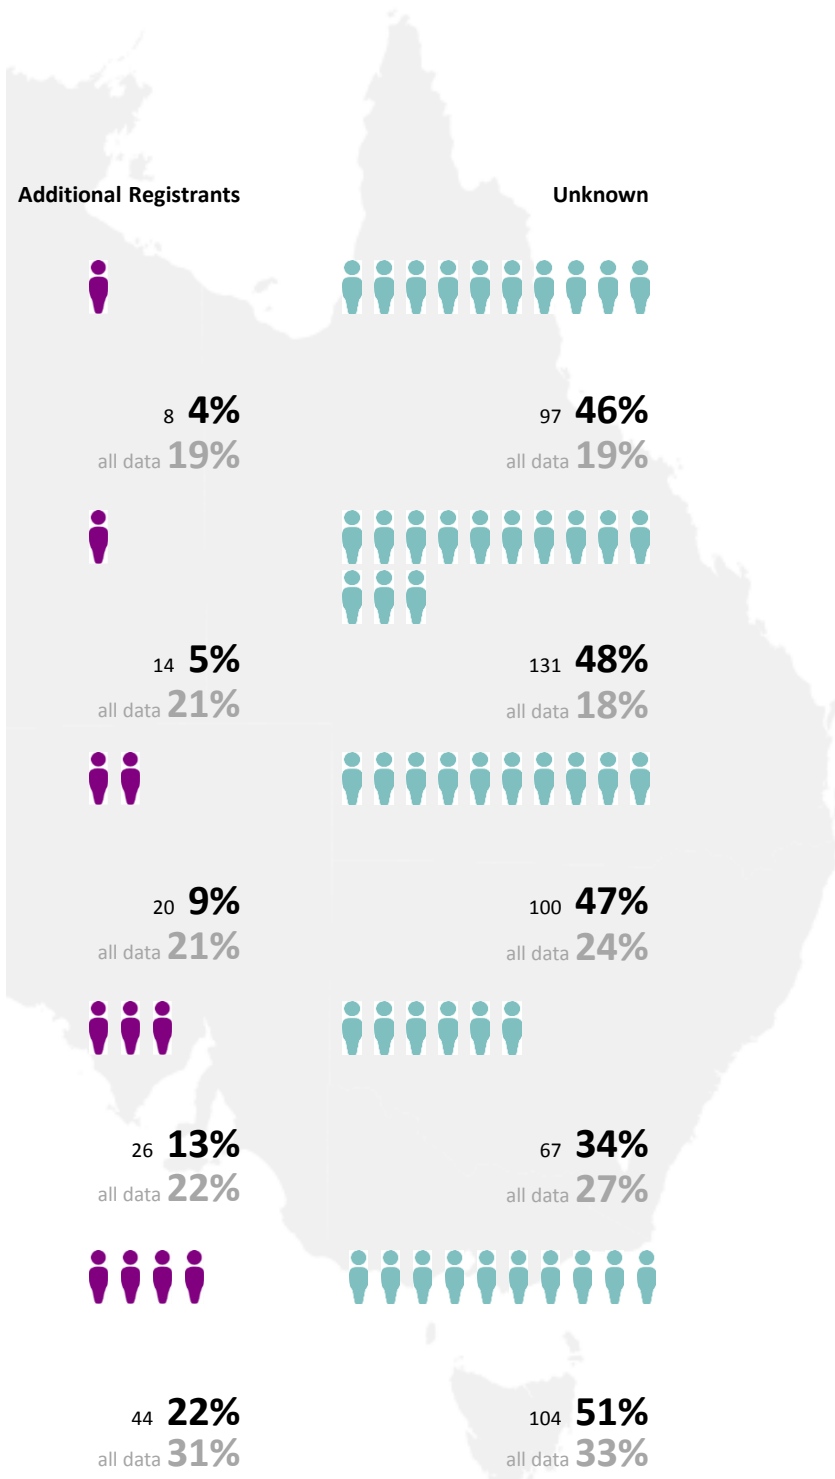 Additional Registrants Unknown
8 4% 97 46%
all data 19% all data 19%
14 5% 131 48%
all data 21% all data 18%
20 9% 100 47%
all data 21% all data 24%
26 13% 67 34%
all data 22% all data 27%
44 22% 104 51%
all data 31% all data 33%